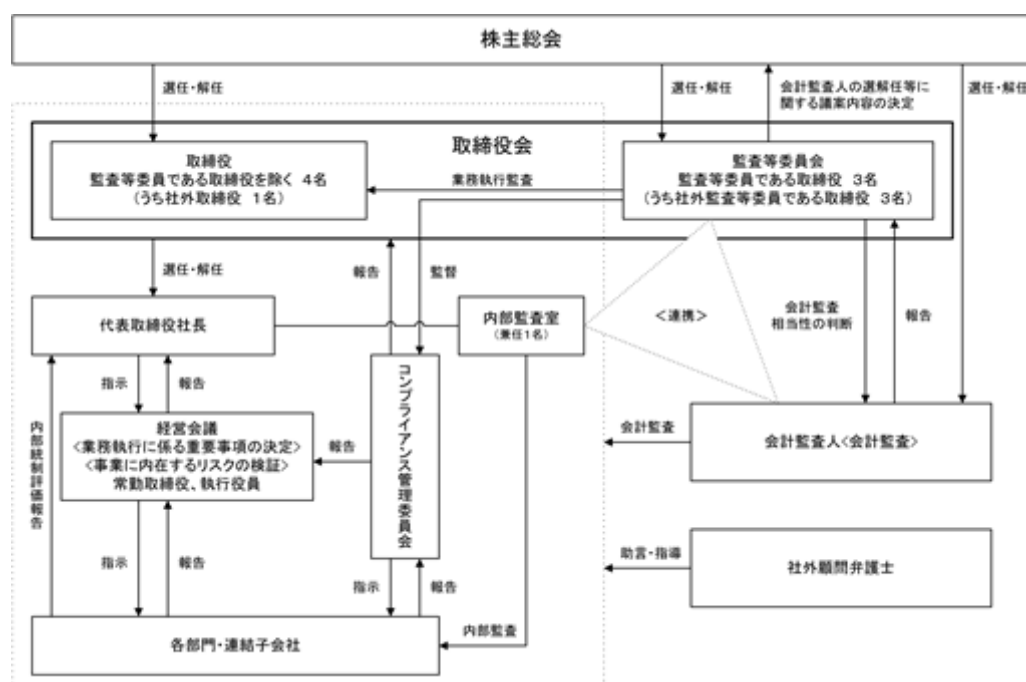 株主総会
選任・解任
選任・解任
会計監査人の選解任等に
関する議案内容の決定
選任・解任
取締役会
取締役
監査等委員である取締役を除く 4名
(うち社外取締役 1名)
業務執行監査
監査等委員会
監査等委員である取締役 3名
(うち社外監査等委員である取締役 3名)
選任・解任
報告
監督
代表取締役社長
内部監査室
(兼任1名)
<連携>
会計監査
相当性の判断
報告
指示
報告
内部統制評価報告
経営会議
<業務執行に係る重要事項の決定>
<事業に内在するリスクの検証>
常勤取締役、執行役員
報告
コンプライアンス管理委員会
会計監査
会計監査人<会計監査>
指示
報告
指示
報告
助言・指導
社外顧問弁護士
各部門・連結子会社
内部監査